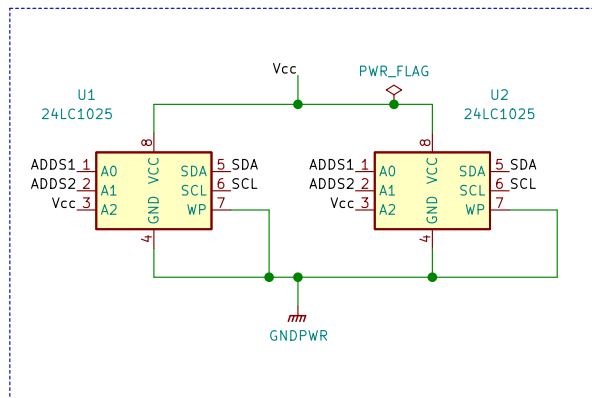 Vcc
PWR_FLAG
U1
24LC1025
U2
24LC1025
8
8
ADDS1 1 A0 VCC SDA 5 SDA
ADDS2 2 A1 SCL 6 SCL
Vcc 3 A2 GND WP 7
4
ADDS1 1 A0 VCC SDA 5 SDA
ADDS2 2 A1 SCL 6 SCL
Vcc 3 A2 GND WP 7
4
GNDPWR